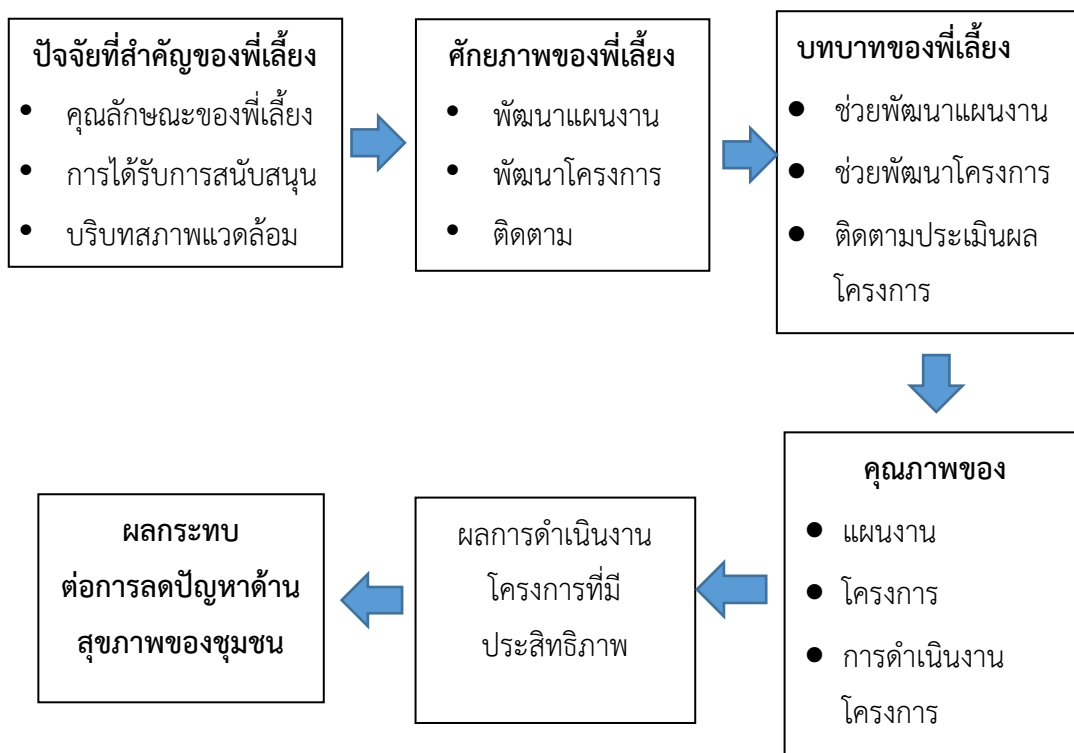 ปัจจัยที่สำคัญของพี่เลี้ยง
• คุณลักษณะของพี่เลี้ยง
• การได้รับการสนับสนุน
• บริบทสภาพแวดล้อม
ศักยภาพของพี่เลี้ยง
• พัฒนาแผนงาน
• พัฒนาโครงการ
• ติดตาม
บทบาทของพี่เลี้ยง
● ช่วยพัฒนาแผนงาน
● ช่วยพัฒนาโครงการ
● ติดตามประเมินผล
โครงการ
คุณภาพของ
● แผนงาน
● โครงการ
● การดำเนินงาน
โครงการ
ผลการดำเนินงาน
โครงการที่มี
ประสิทธิภาพ
ผลกระทบ
ต่อการลดปัญหาด้าน
สุขภาพของชุมชน